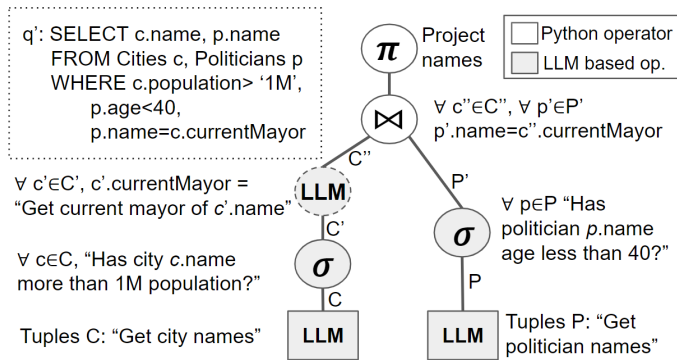 q’: SELECT c.name, p.name
FROM Cities c, Politicians p
WHERE c.population> ‘1M’,
p.age<40,
p.name=c.currentMayor
π
Project
names
Python operator
LLM based op.
⋈
∀ c’’∈C’’, ∀ p’∈P’
p’.name=c’’.currentMayor
C’’
P’
∀ c’∈C’, c’.currentMayor =
“Get current mayor of c’.name”
LLM
C’
∀ p∈P “Has
politician p.name
age less than 40?”
σ
∀ c∈C, “Has city c.name
more than 1M population?”
σ
C
P
Tuples C: “Get city names”
LLM
LLM
Tuples P: “Get
politician names”